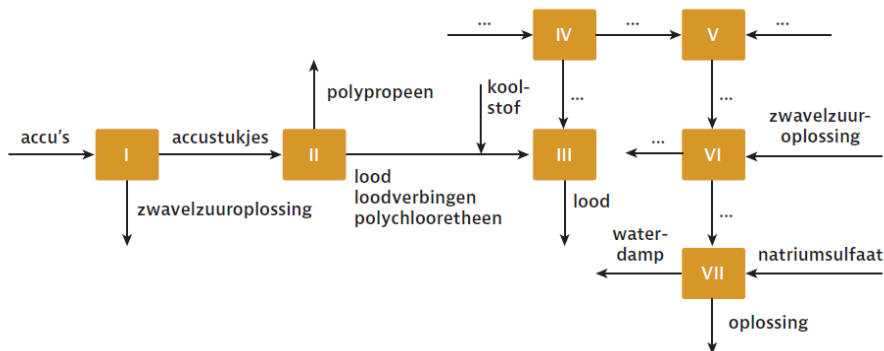 ... IV ... V ...
polypropeen
kool-
stof
...
...
accu's I accustukjes II
III
... VI
zwavelzuur-
oplossing
zwavelzuuroplossing
lood
loodverbingen
polychlooretheen
lood
...
water-
damp
VII
natriumsulfaat
oplossing